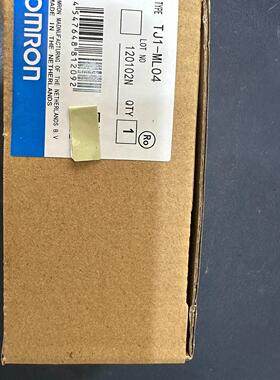 TYPE TJ1-ML04
LOT NO
120102N
QTY
1
Ro
4 547648 812092
OMRON MANUFACTURING OF THE NETHERLANDS B.V
MADE IN THE NETHERLANDS
omron